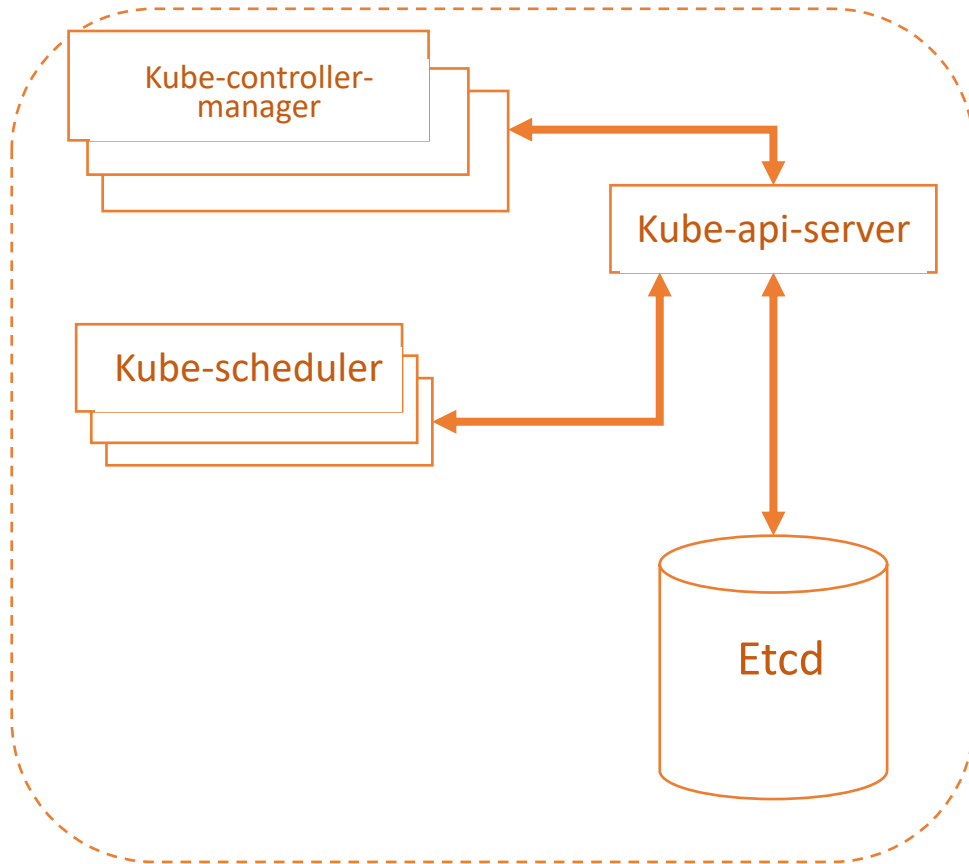 Kube-controller-
manager
Kube-api-server
Kube-scheduler
Etcd